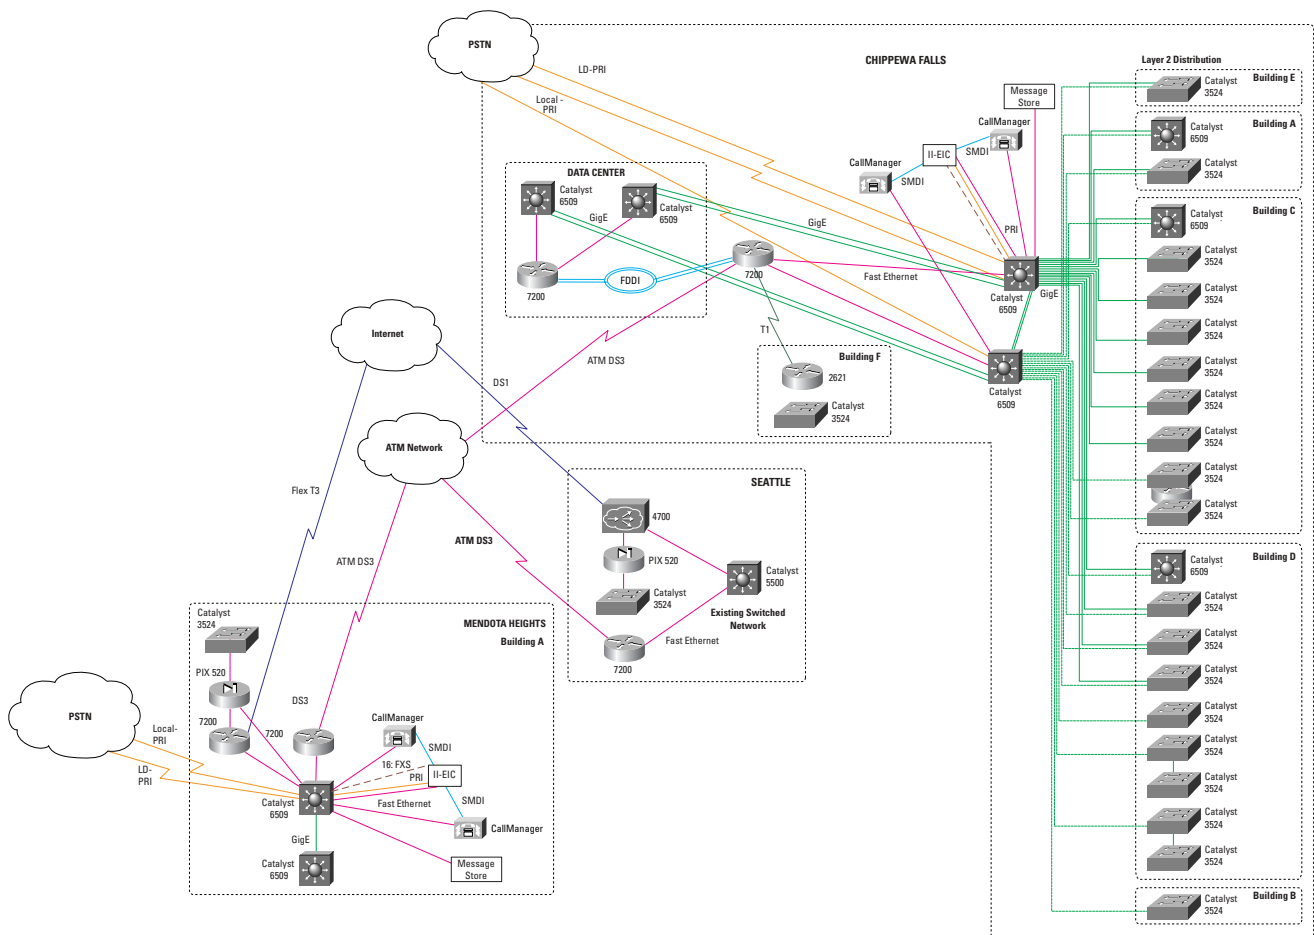 PSTN
LD-PRI
Local -
PRI
CHIPPEWA FALLS
Message
Store
CallManager
II-EIC
SMDI
CallManager
SMDI
PRI
GigE
Fast Ethernet
Catalyst
6509
GigE
Catalyst
6509
DATA CENTER
Catalyst
6509
Catalyst
6509
GigE
7200
FDDI
7200
T1
Building F
2621
Catalyst
3524
Layer 2 Distribution
Building E
Catalyst
3524
Building A
Catalyst
6509
Catalyst
3524
Building C
Catalyst
6509
Catalyst
3524
Catalyst
3524
Catalyst
3524
Catalyst
3524
Catalyst
3524
Catalyst
3524
Catalyst
3524
Catalyst
3524
Building D
Catalyst
6509
Catalyst
3524
Catalyst
3524
Catalyst
3524
Catalyst
3524
Catalyst
3524
Catalyst
3524
Catalyst
3524
Catalyst
3524
Building B
Catalyst
3524
Internet
ATM DS3
DS1
ATM Network
Flex T3
ATM DS3
ATM DS3
SEATTLE
4700
PIX 520
Catalyst
3524
Catalyst
5500
Existing Switched
Network
Fast Ethernet
7200
MENDOTA HEIGHTS
Building A
Catalyst
3524
PIX 520
7200
7200
DS3
PSTN
Local-
PRI
LD-
PRI
CallManager
SMDI
16: FXS
PRI
II-EIC
Fast Ethernet
SMDI
CallManager
Catalyst
6509
GigE
Catalyst
6509
Message
Store